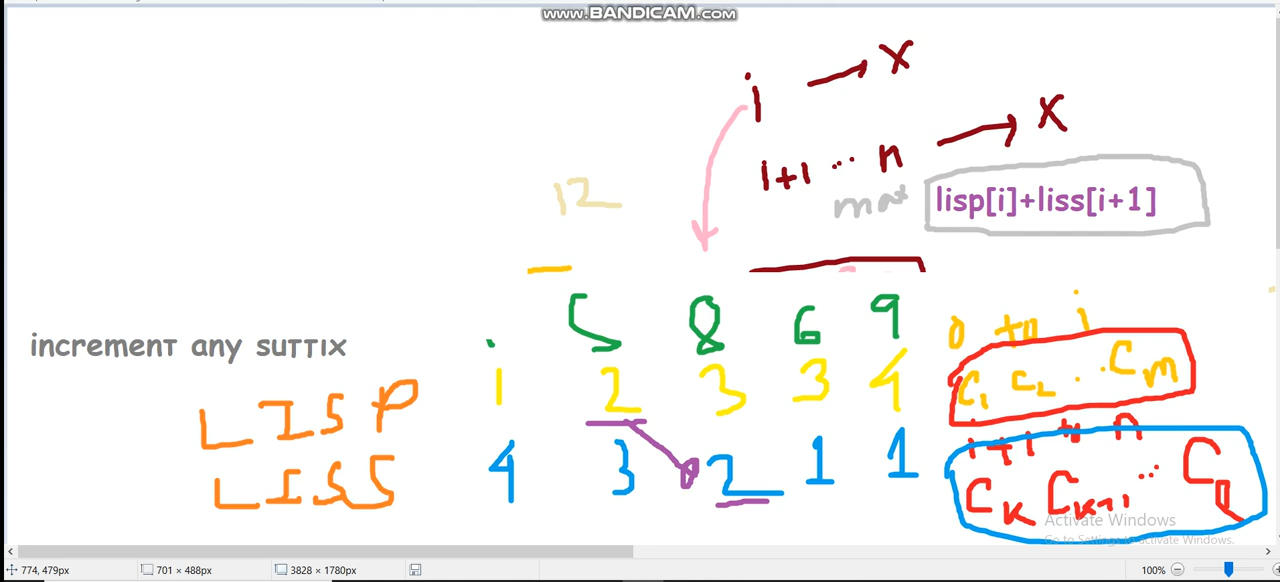 www.BANDICAM.com
i → x
i+1 ... n → x
12
max lisp[i]+liss[i+1]
5 8 6 9
0 to i
increment any suffix
1 2 3 3 4
C1 C2 ... Cm
LISP
i+1 to n
LISS
4 3 2 1 1
CK CK+1 ...
Activate Windows
Go to Settings to activate Windows.
774, 479px
701 × 488px
3828 × 1780px
100%